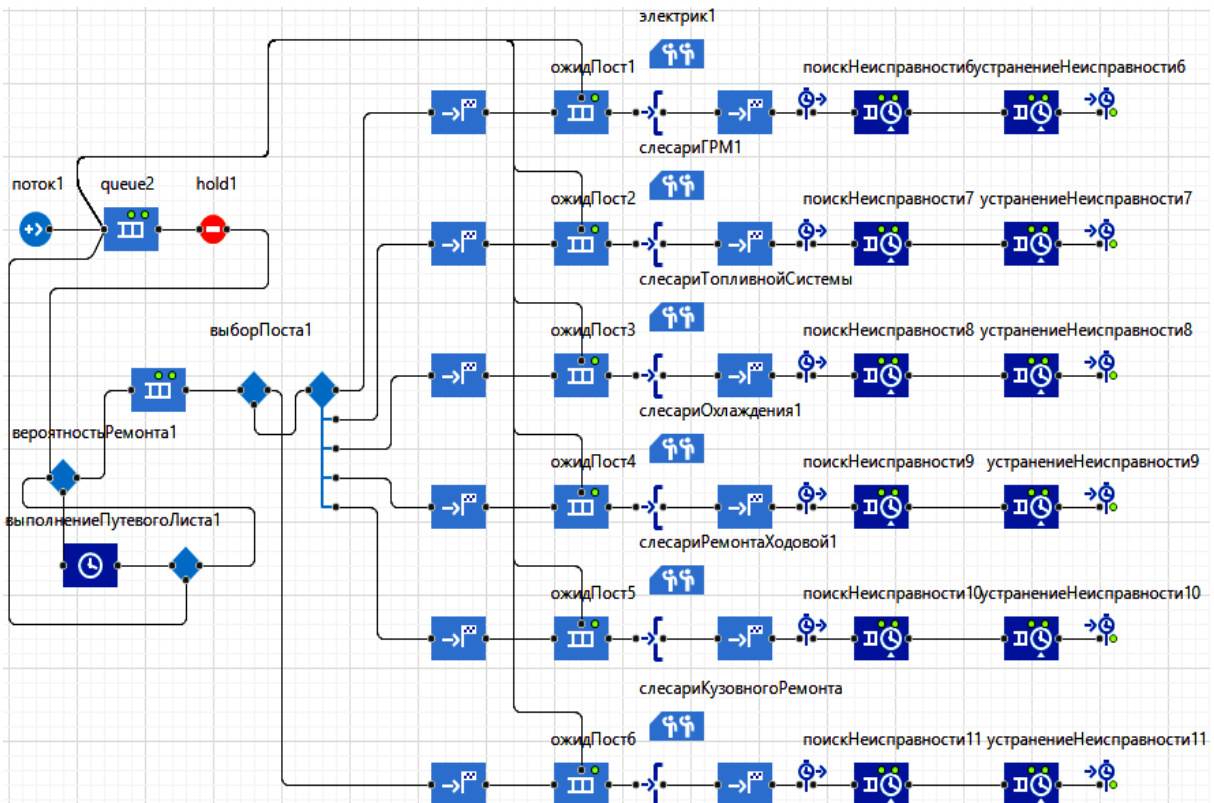 электрик1
ожидПост1
поискНеисправности6
устранениеНеисправности6
слесариГРМ1
поток1
queue2
hold1
ожидПост2
поискНеисправности7
устранениеНеисправности7
слесариТопливнойСистемы
выборПоста1
ожидПост3
поискНеисправности8
устранениеНеисправности8
слесариОхлаждения1
вероятностьРемонта1
ожидПост4
поискНеисправности9
устранениеНеисправности9
выполнениеПутевогоЛиста1
слесариРемонтаХодовой1
ожидПост5
поискНеисправности10
устранениеНеисправности10
слесариКузовногоРемонта
ожидПост6
поискНеисправности11
устранениеНеисправности11